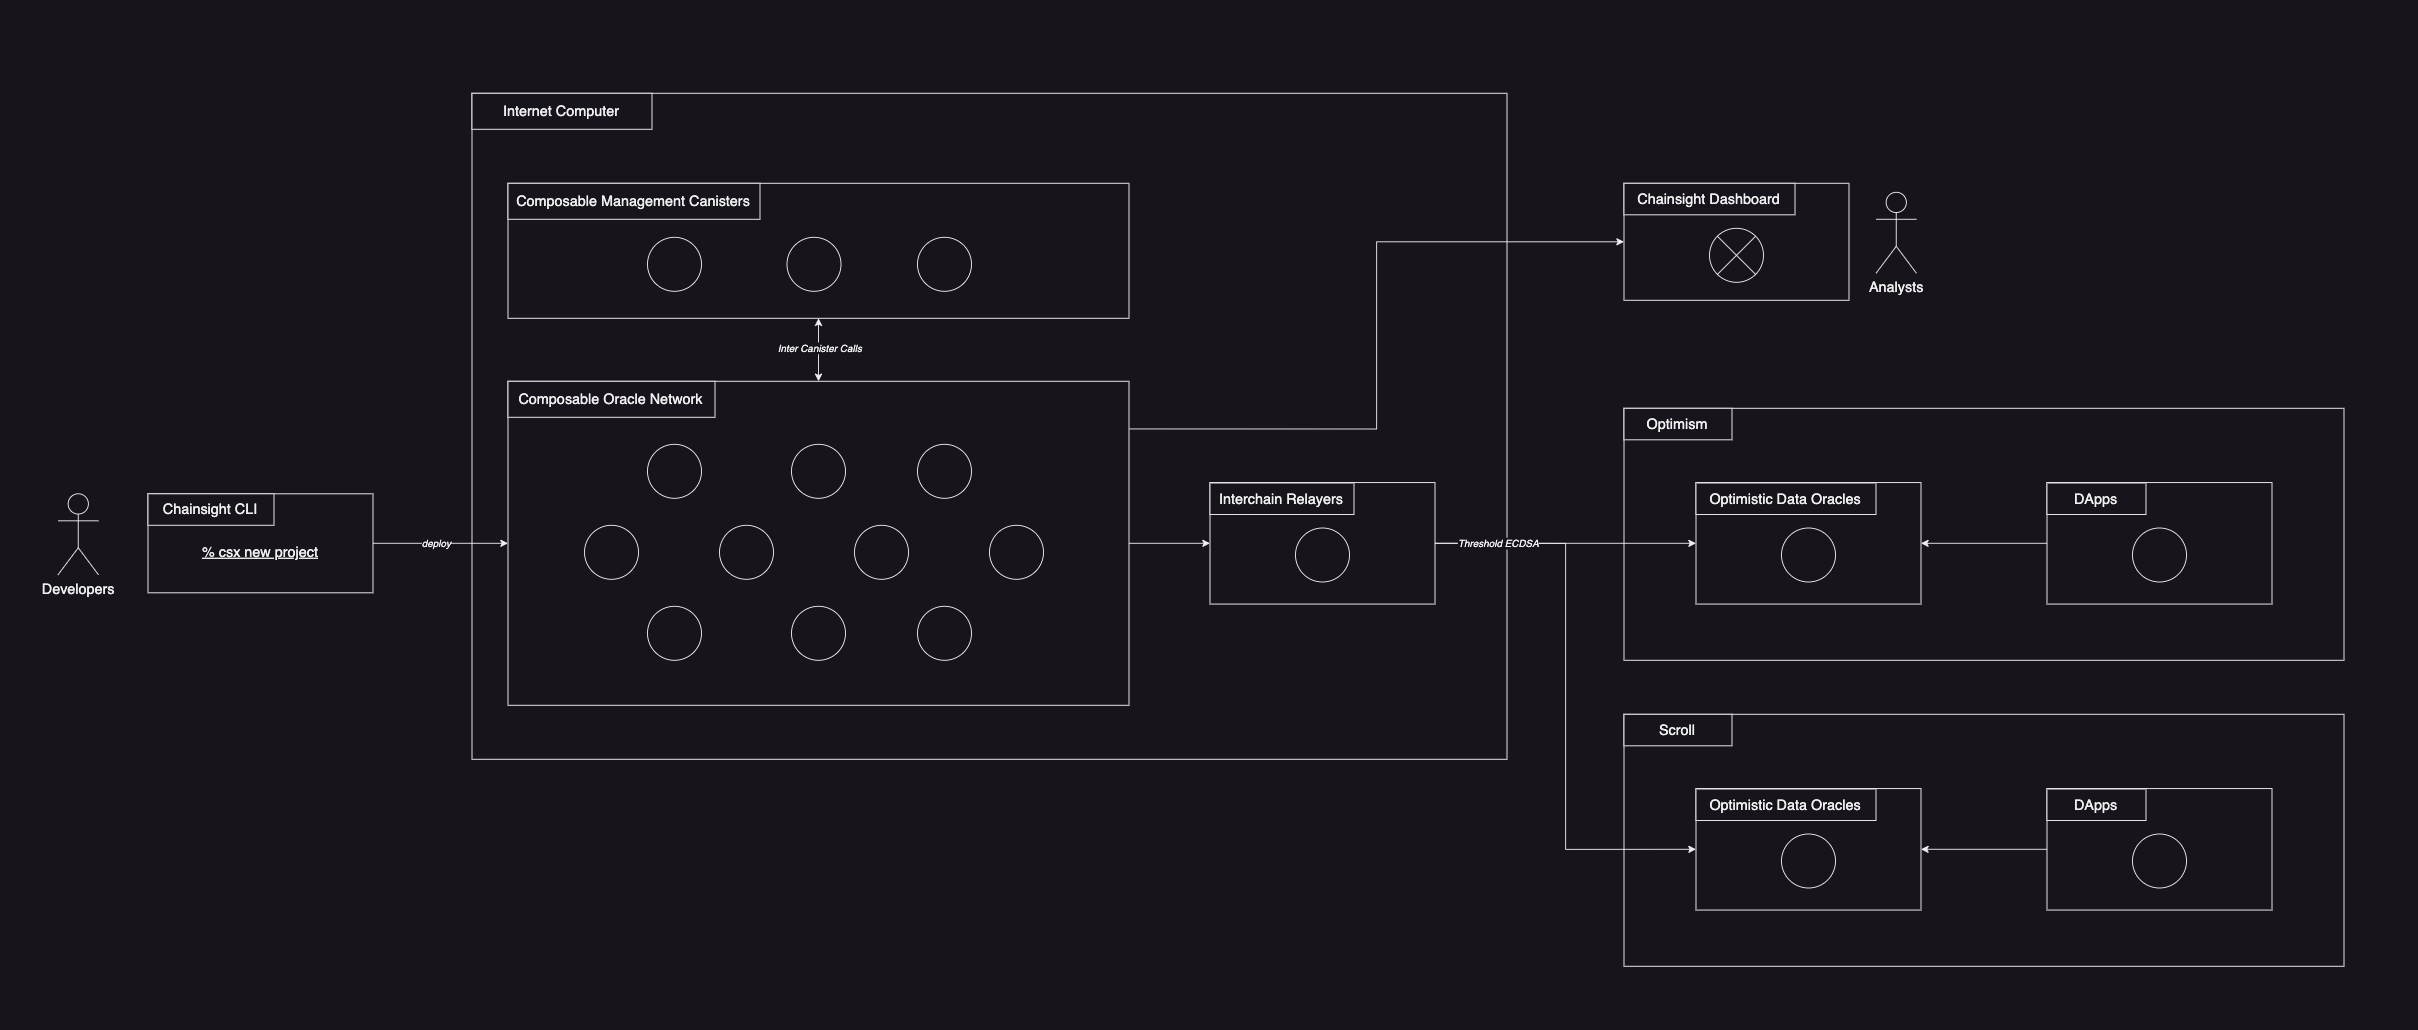 Internet Computer
Composable Management Canisters
Chainsight Dashboard
Analysts
Inter Canister Calls
Composable Oracle Network
Optimism
Developers
Chainsight CLI
% csx new project
deploy
Interchain Relayers
Threshold ECDSA
Optimistic Data Oracles
DApps
Scroll
Optimistic Data Oracles
DApps